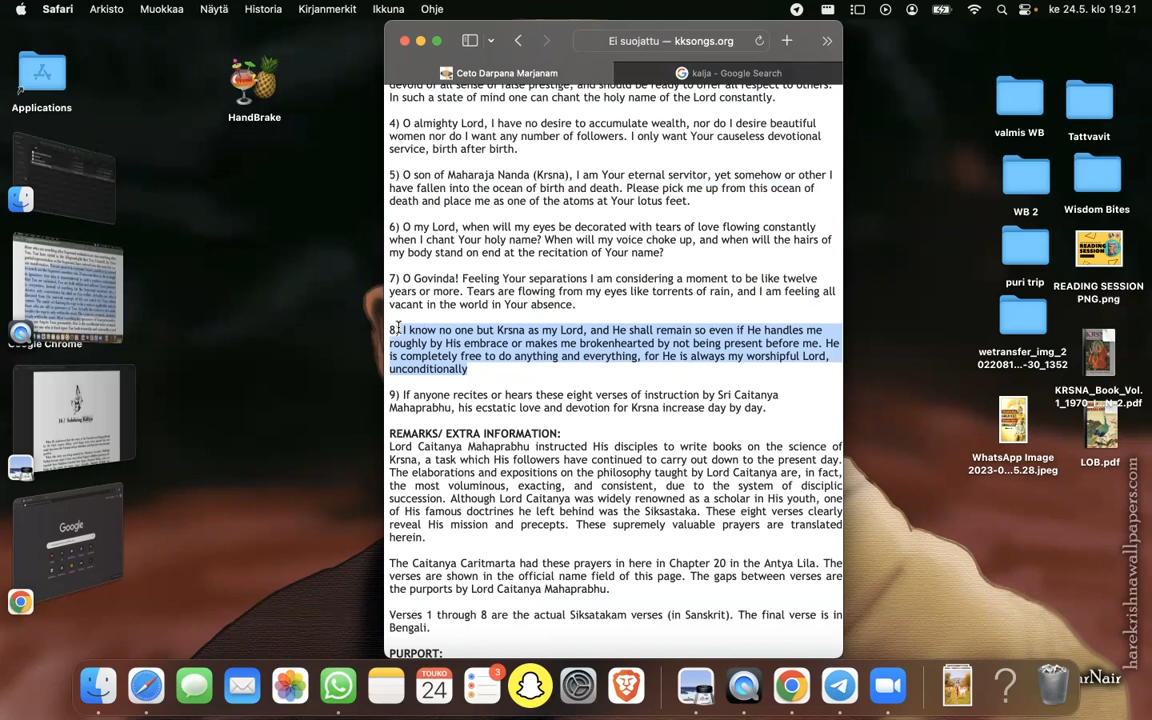 Safari Arkisto Muokkaa Näytä Historia Kirjanmerkit Ikkuna Ohje ke 24.5. klo 19.21
Ei suojattu — kksongs.org
Ceto Darpana Marjanam
kalja – Google Search
Applications
HandBrake
Google Chrome
devoid of all sense of false prestige, and should be ready to offer all respect to others.
In such a state of mind one can chant the holy name of the Lord constantly.
4) O almighty Lord, I have no desire to accumulate wealth, nor do I desire beautiful
women nor do I want any number of followers. I only want Your causeless devotional
service, birth after birth.
5) O son of Maharaja Nanda (Krsna), I am Your eternal servitor, yet somehow or other I
have fallen into the ocean of birth and death. Please pick me up from this ocean of
death and place me as one of the atoms at Your lotus feet.
6) O my Lord, when will my eyes be decorated with tears of love flowing constantly
when I chant Your holy name? When will my voice choke up, and when will the hairs of
my body stand on end at the recitation of Your name?
7) O Govinda! Feeling Your separations I am considering a moment to be like twelve
years or more. Tears are flowing from my eyes like torrents of rain, and I am feeling all
vacant in the world in Your absence.
8) I know no one but Krsna as my Lord, and He shall remain so even if He handles me
roughly by His embrace or makes me brokenhearted by not being present before me. He
is completely free to do anything and everything, for He is always my worshipful Lord,
unconditionally
9) If anyone recites or hears these eight verses of instruction by Sri Caitanya
Mahaprabhu, his ecstatic love and devotion for Krsna increase day by day.
REMARKS/ EXTRA INFORMATION:
Lord Caitanya Mahaprabhu instructed His disciples to write books on the science of
Krsna, a task which His followers have continued to carry out down to the present day.
The elaborations and expositions on the philosophy taught by Lord Caitanya are, in fact,
the most voluminous, exacting, and consistent, due to the system of disciplic
succession. Although Lord Caitanya was widely renowned as a scholar in His youth, one
of His famous doctrines he left behind was the Siksastaka. These eight verses clearly
reveal His mission and precepts. These supremely valuable prayers are translated
herein.
The Caitanya Caritmarta had these prayers in here in Chapter 20 in the Antya Lila. The
verses are shown in the official name field of this page. The gaps between verses are
the purports by Lord Caitanya Mahaprabhu.
Verses 1 through 8 are the actual Siksatakam verses (in Sanskrit). The final verse is in
Bengali.
PURPORT:
valmis WB
Tattvavit
WB 2
Wisdom Bites
puri trip
READING SESSION
READING SESSION
PNG.png
wetransfer_img_2
022081...-30_1352
KRSNA_Book_Vol.
1_1970_I...N_2.pdf
WhatsApp Image
2023-0...5.28.jpeg
LOB.pdf
harekrishnawallpapers.com
Google
TOUKO
24
3